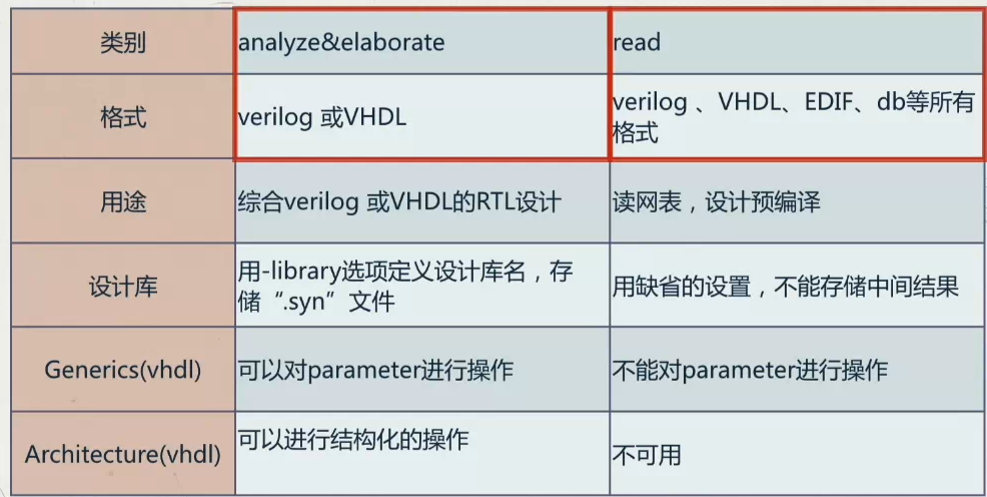 类别
analyze&elaborate
read
格式
verilog 或VHDL
verilog 、VHDL、EDIF、db等所有
格式
用途
综合verilog 或VHDL的RTL设计
读网表，设计预编译
设计库
用-library选项定义设计库名，存
储“.syn”文件
用缺省的设置，不能存储中间结果
Generics(vhdl)
可以对parameter进行操作
不能对parameter进行操作
Architecture(vhdl)
可以进行结构化的操作
不可用